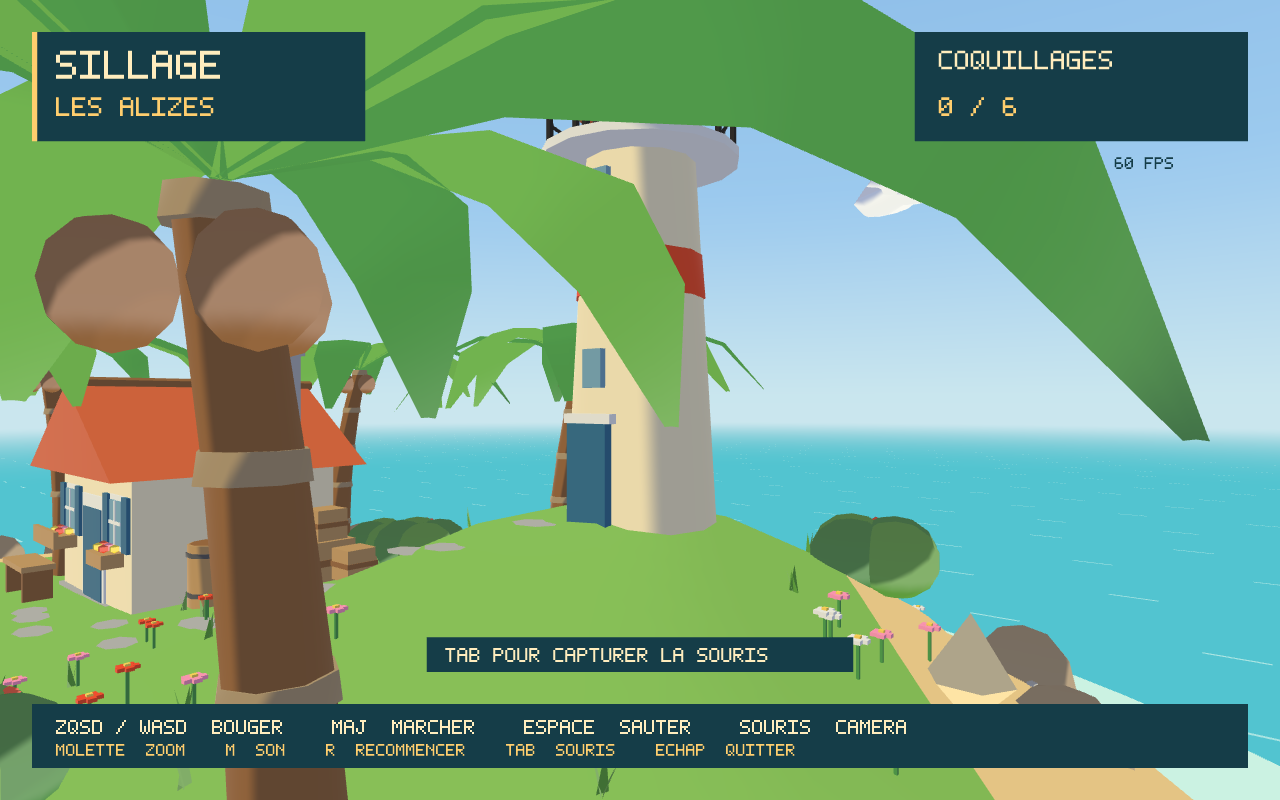 SILLAGE
LES ALIZES
COQUILLAGES
0 / 6
60 FPS
TAB POUR CAPTURER LA SOURIS
ZQSD / WASD BOUGER MAJ MARCHER ESPACE SAUTER SOURIS CAMERA
MOLETTE ZOOM M SON R RECOMMENCER TAB SOURIS ECHAP QUITTER